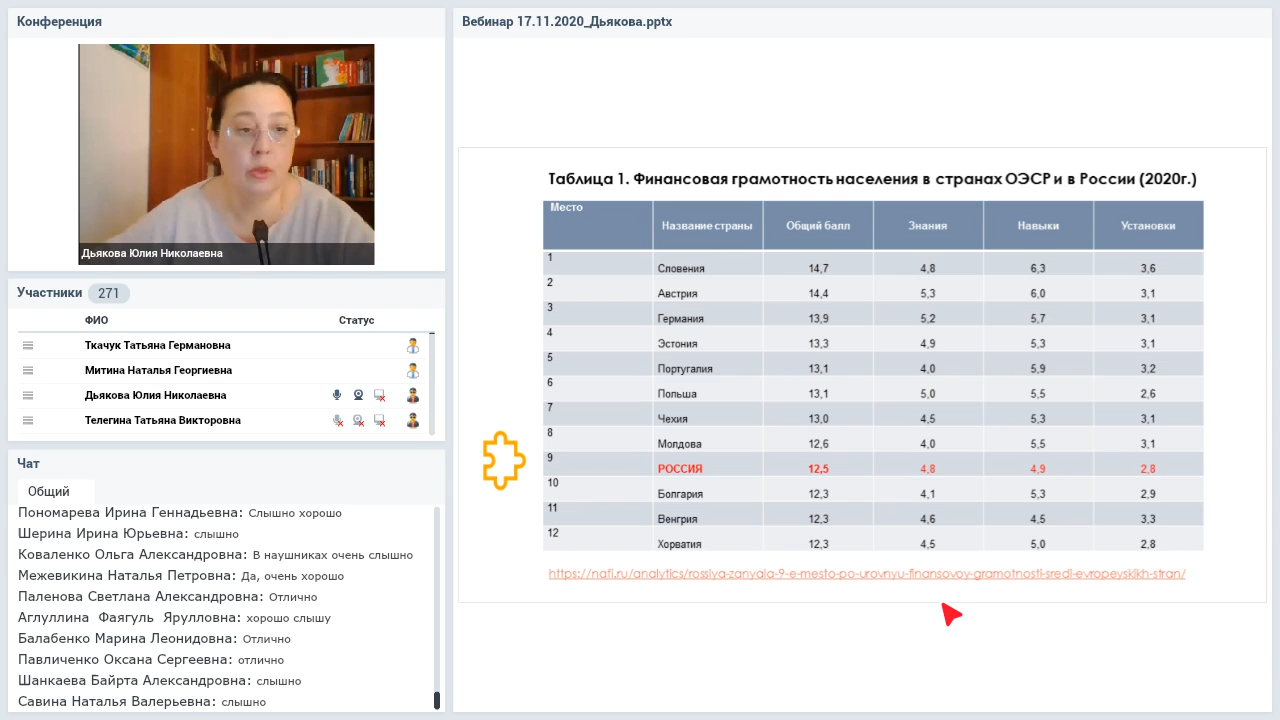 Конференция
Дьякова Юлия Николаевна
Участники 271
ФИО Статус
Ткачук Татьяна Германовна
Митина Наталья Георгиевна
Дьякова Юлия Николаевна
Телегина Татьяна Викторовна
Чат
Общий
Пономарева Ирина Геннадьевна: Слышно хорошо
Шерина Ирина Юрьевна: слышно
Коваленко Ольга Александровна: В наушниках очень слышно
Межевикина Наталья Петровна: Да, очень хорошо
Паленова Светлана Александровна: Отлично
Аглуллина Фаягуль Ярулловна: хорошо слышу
Балабенко Марина Леонидовна: Отлично
Павличенко Оксана Сергеевна: отлично
Шанкаева Байрта Александровна: слышно
Савина Наталья Валерьевна: слышно
Вебинар 17.11.2020_Дьякова.pptx
Таблица 1. Финансовая грамотность населения в странах ОЭСР и в России (2020г.)
Место Название страны Общий балл Знания Навыки Установки
1 Словения 14,7 4,8 6,3 3,6
2 Австрия 14,4 5,3 6,0 3,1
3 Германия 13,9 5,2 5,7 3,1
4 Эстония 13,3 4,9 5,3 3,1
5 Португалия 13,1 4,0 5,9 3,2
6 Польша 13,1 5,0 5,5 2,6
7 Чехия 13,0 4,5 5,3 3,1
8 Молдова 12,6 4,0 5,5 3,1
9 РОССИЯ 12,5 4,8 4,9 2,8
10 Болгария 12,3 4,1 5,3 2,9
11 Венгрия 12,3 4,6 4,5 3,3
12 Хорватия 12,3 4,5 5,0 2,8
https://nafi.ru/analytics/rossiya-zanyala-9-e-mesto-po-urovnyu-finansovoy-gramotnosti-sredi-evropeyskikh-stran/